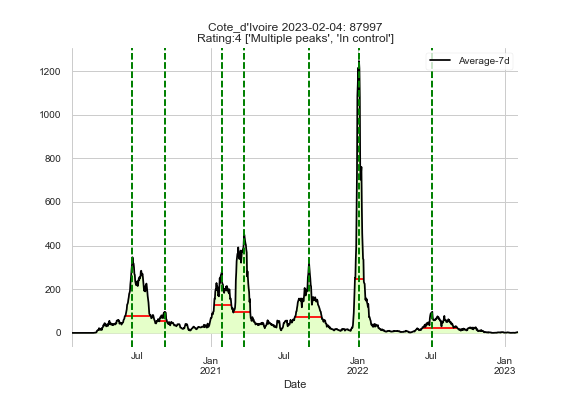 Cote_d'Ivoire 2023-02-04: 87997
Rating:4 ['Multiple peaks', 'In control']
Average-7d
1200
1000
800
600
400
200
0
Jul
Jan
2021
Jul
Jan
2022
Jul
Jan
2023
Date